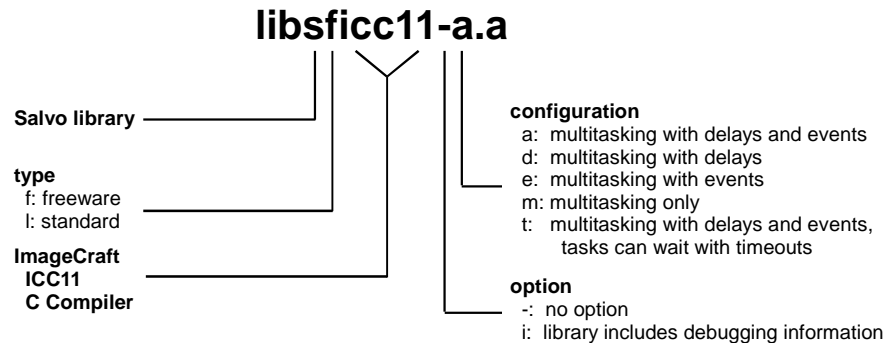 libsficc11-a.a
Salvo library
type
f: freeware
l: standard
ImageCraft
ICC11
C Compiler
configuration
a: multitasking with delays and events
d: multitasking with delays
e: multitasking with events
m: multitasking only
t: multitasking with delays and events,
tasks can wait with timeouts
option
-: no option
i: library includes debugging information